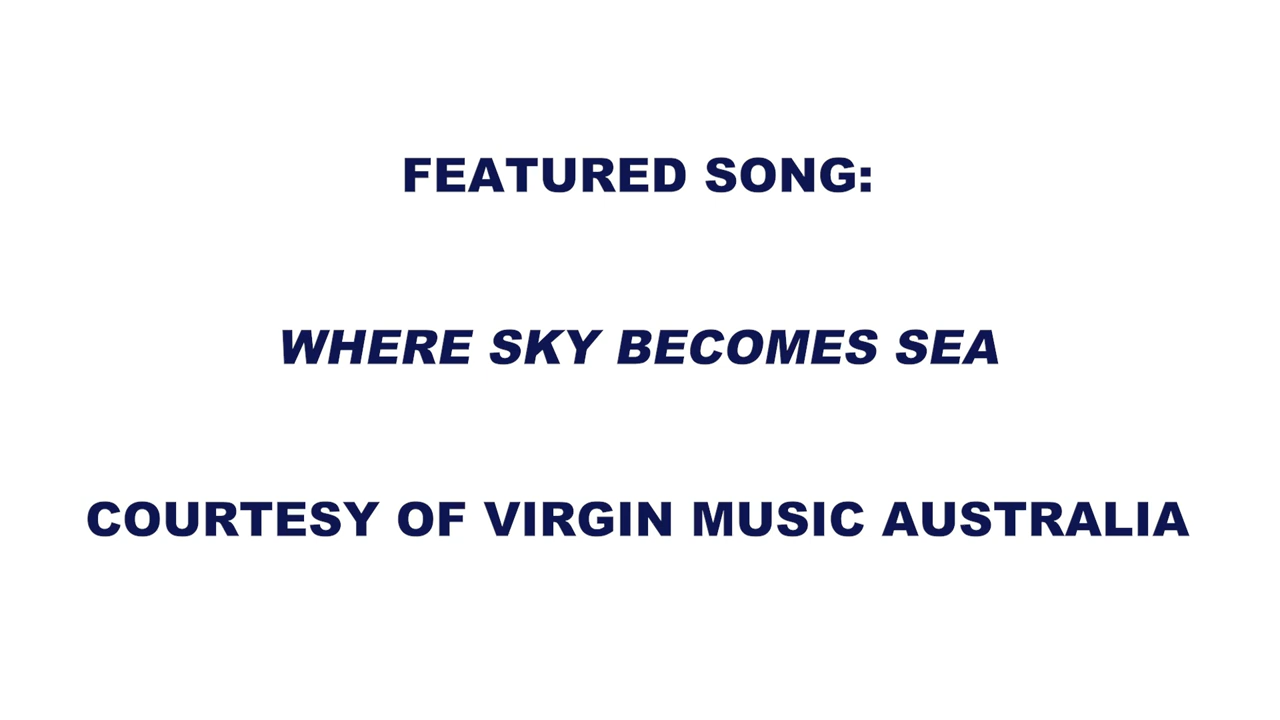 FEATURED SONG:
WHERE SKY BECOMES SEA
COURTESY OF VIRGIN MUSIC AUSTRALIA